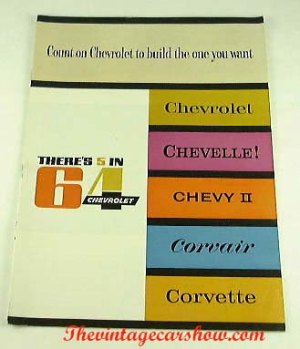 Count on Chevrolet to build the one you want
Chevrolet
CHEVELLE!
THERE'S 5 IN
64
CHEVROLET
CHEVY II
Corvair
Corvette
Thevintagecarshow.com